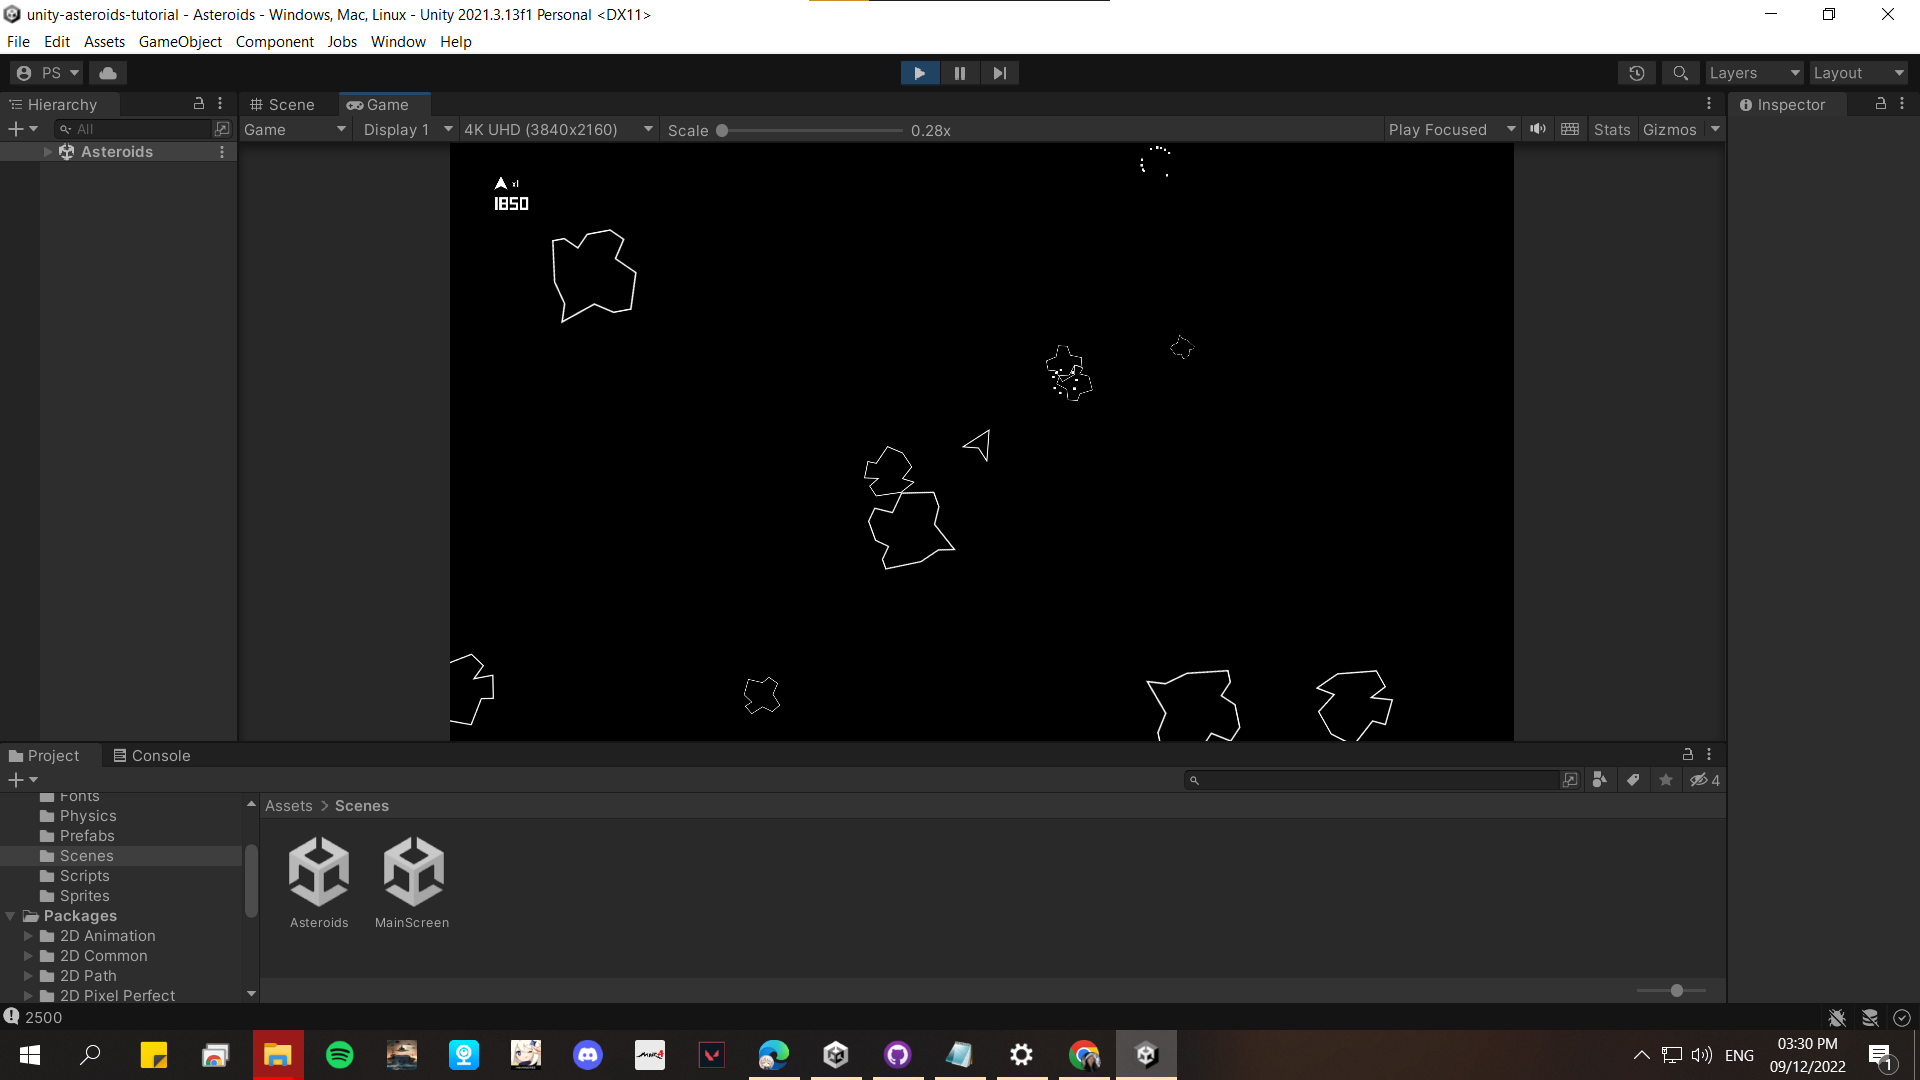 unity-asteroids-tutorial - Asteroids - Windows, Mac, Linux - Unity 2021.3.13f1 Personal <DX11>
File Edit Assets GameObject Component Jobs Window Help
PS Layers Layout
Hierarchy Scene Game Inspector
All Game Display 1 4K UHD (3840x2160) Scale 0.28x Play Focused Stats Gizmos
Asteroids
x1
1850
Project Console
4
Fonts
Assets > Scenes
Physics
Prefabs
Scenes
Scripts
Sprites
Packages
Asteroids MainScreen
2D Animation
2D Common
2D Path
2D Pixel Perfect
2500
ENG
03:30 PM
09/12/2022
1